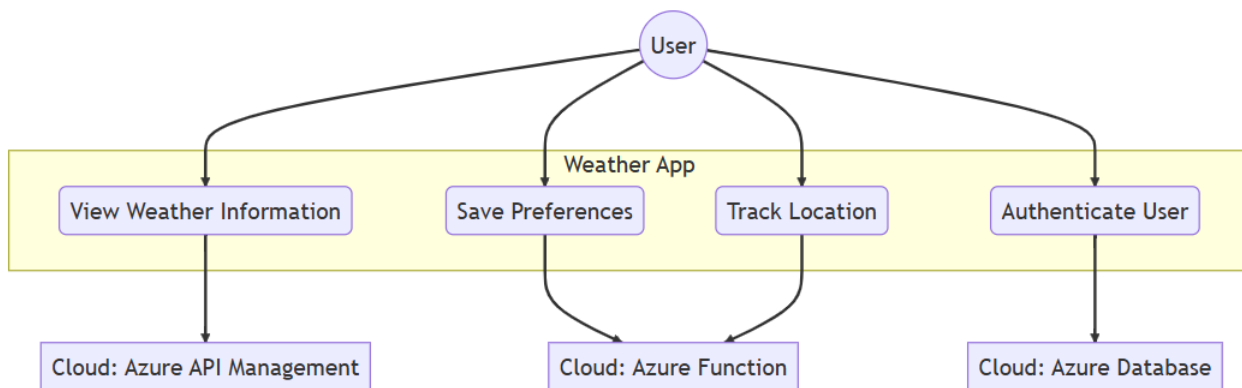 User
Weather App
View Weather Information
Save Preferences
Track Location
Authenticate User
Cloud: Azure API Management
Cloud: Azure Function
Cloud: Azure Database